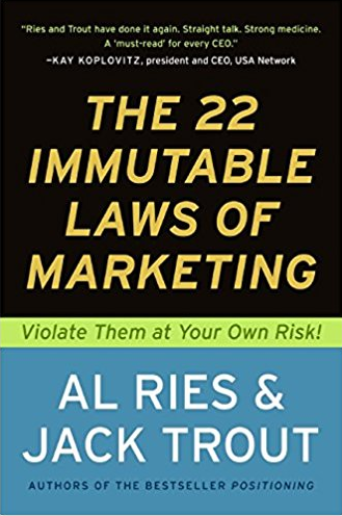 "Ries and Trout have done it again. Straight talk. Strong medicine.
A 'must-read' for every CEO."
–KAY KOPLOVITZ, president and CEO, USA Network
THE 22
IMMUTABLE
LAWS OF
MARKETING
Violate Them at Your Own Risk!
AL RIES &
JACK TROUT
AUTHORS OF THE BESTSELLER POSITIONING